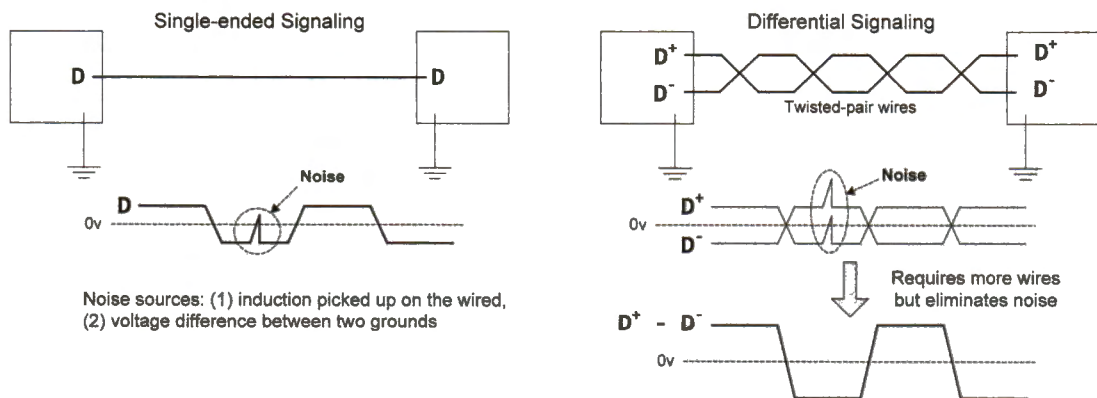 Single-ended Signaling
D
D
Noise
D
0v
Noise sources: (1) induction picked up on the wired,
(2) voltage difference between two grounds
Differential Signaling
D⁺
D⁺
D⁻
D⁻
Twisted-pair wires
Noise
D⁺
0v
D⁻
Requires more wires
but eliminates noise
D⁺ - D⁻
0v